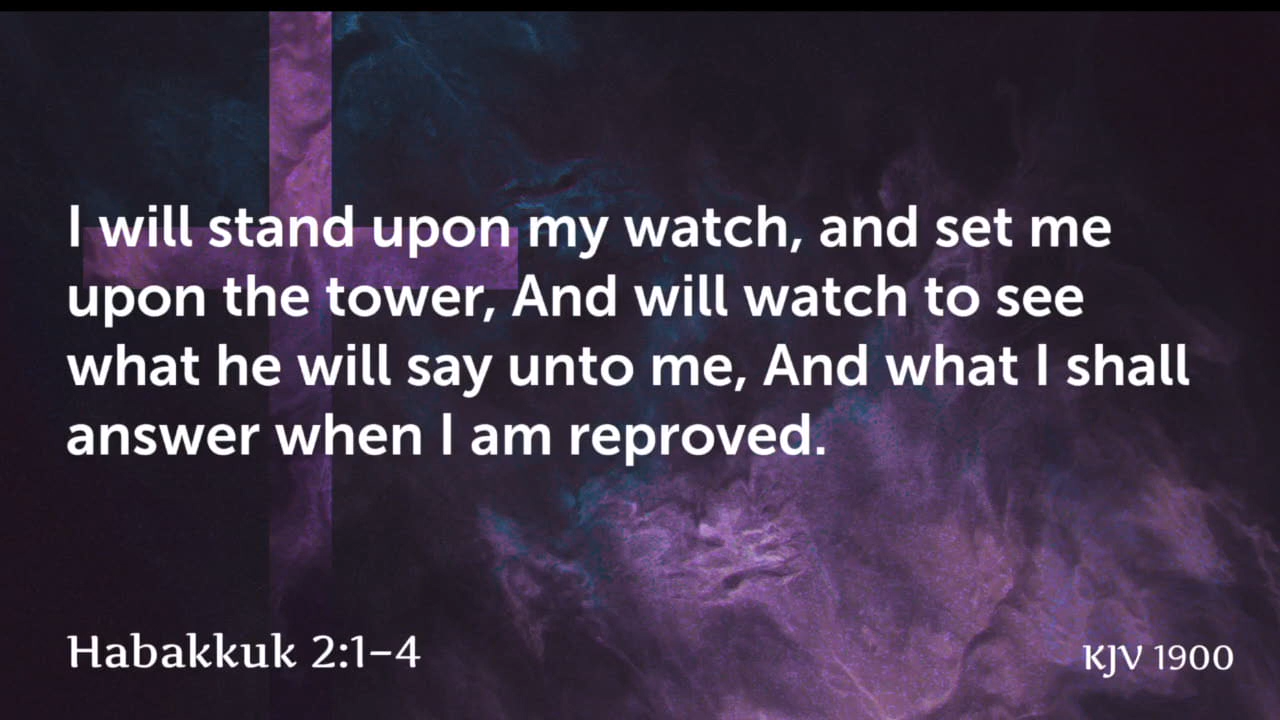 I will stand upon my watch, and set me
upon the tower, And will watch to see
what he will say unto me, And what I shall
answer when I am reproved.
Habakkuk 2:1–4
KJV 1900